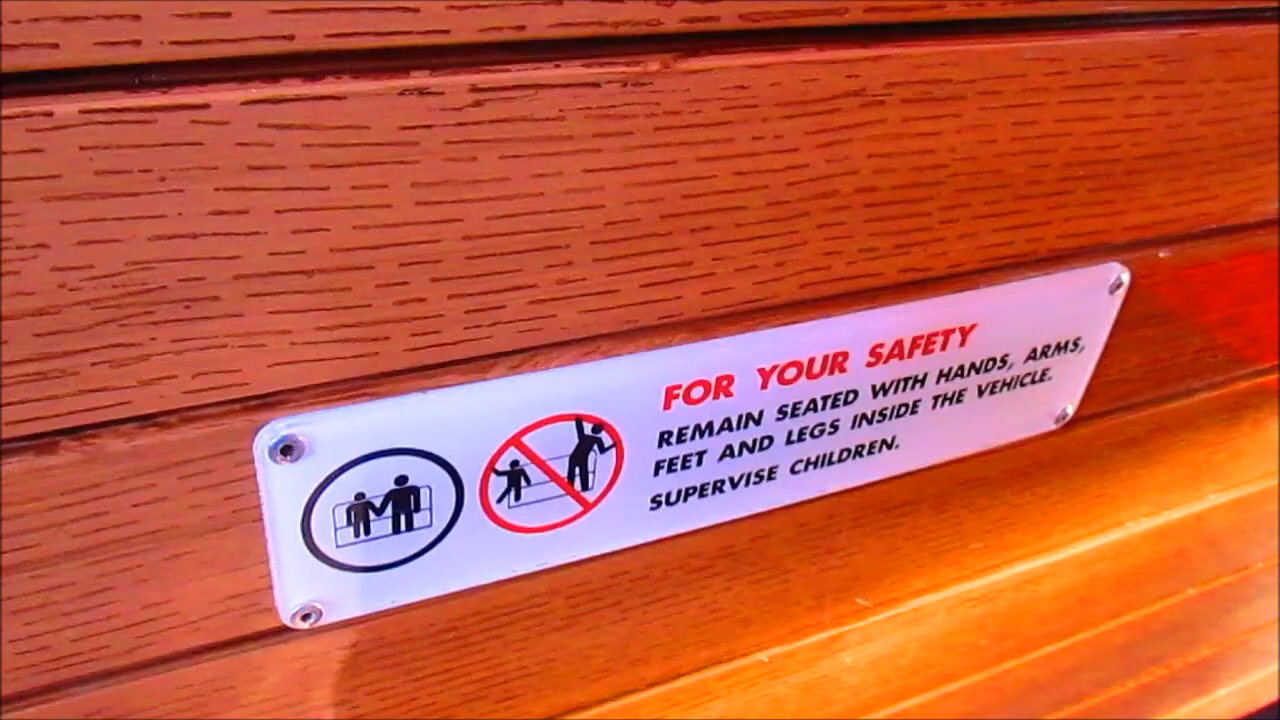 FOR YOUR SAFETY
REMAIN SEATED WITH HANDS, ARMS,
FEET AND LEGS INSIDE THE VEHICLE.
SUPERVISE CHILDREN.